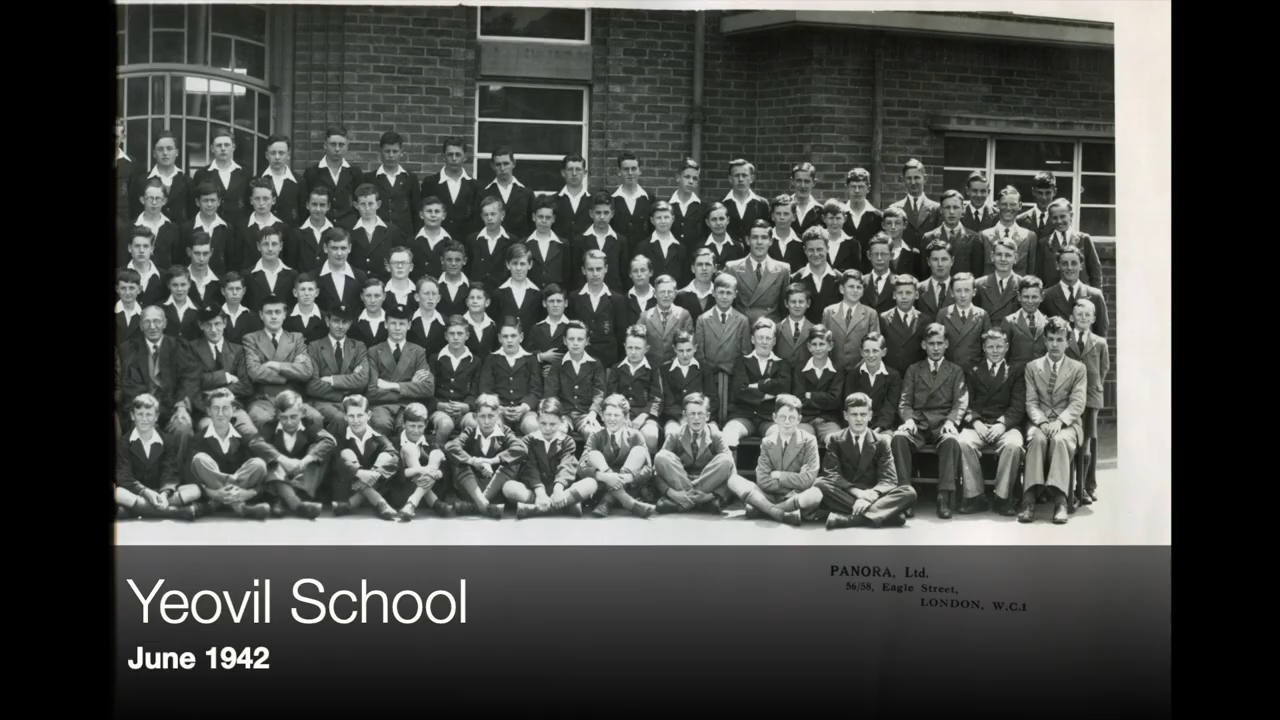 PANORA, Ltd.
56/58, Eagle Street,
LONDON, W.C.1
Yeovil School
June 1942